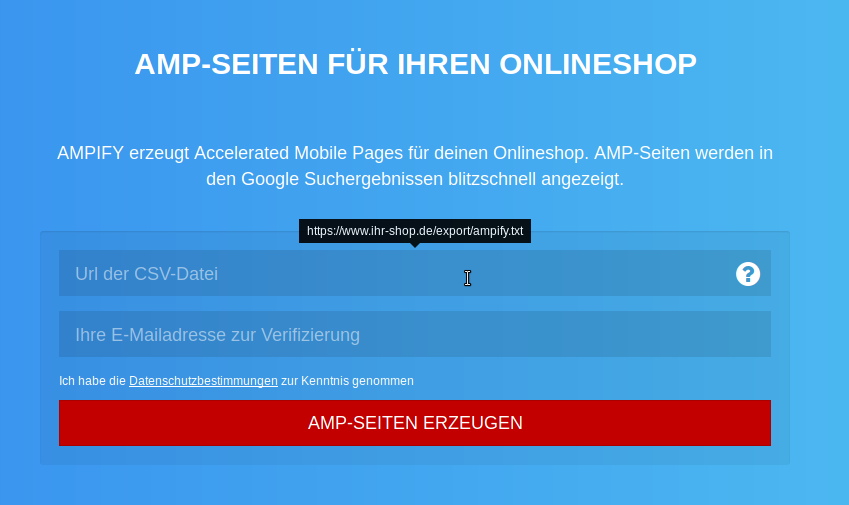 AMP-SEITEN FÜR IHREN ONLINESHOP
AMPIFY erzeugt Accelerated Mobile Pages für deinen Onlineshop. AMP-Seiten werden in
den Google Suchergebnissen blitzschnell angezeigt.
https://www.ihr-shop.de/export/ampify.txt
Url der CSV-Datei
?
Ihre E-Mailadresse zur Verifizierung
Ich habe die Datenschutzbestimmungen zur Kenntnis genommen
AMP-SEITEN ERZEUGEN